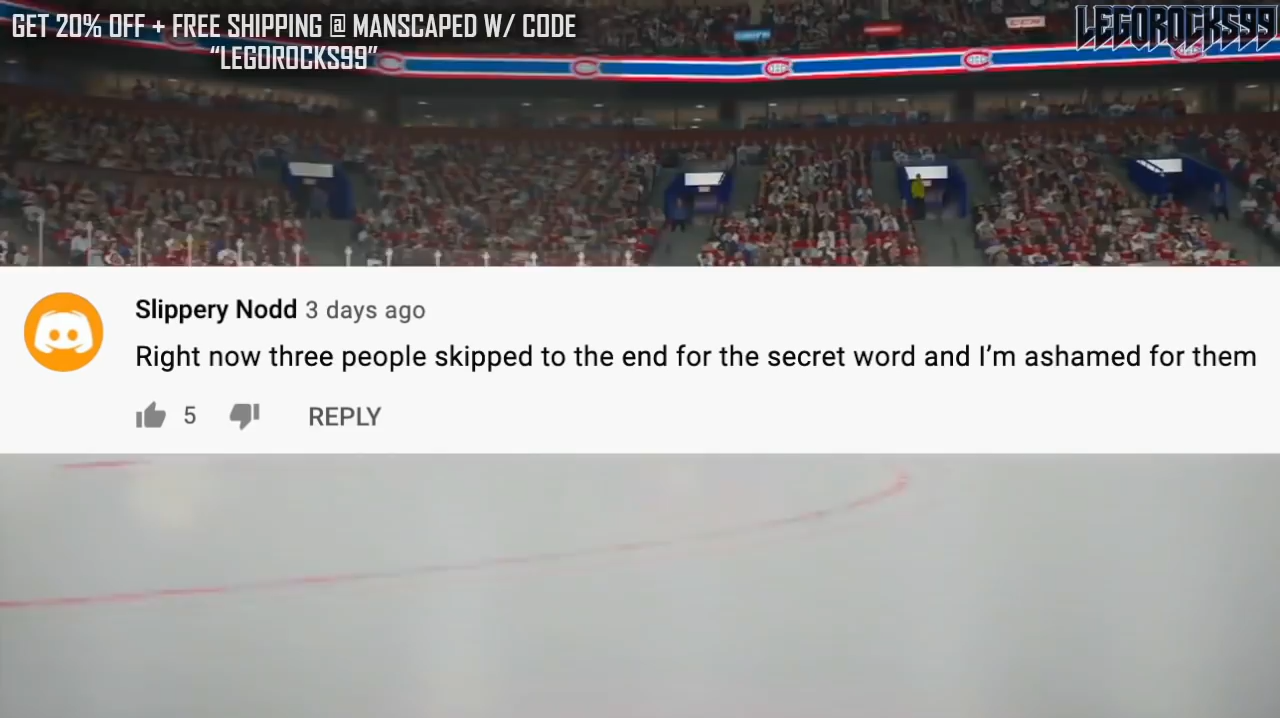 GET 20% OFF + FREE SHIPPING @ MANSCAPED W/ CODE
“LEGOROCKS99”
LEGOROCKS99
CCM
Slippery Nodd 3 days ago
Right now three people skipped to the end for the secret word and I’m ashamed for them
5
REPLY